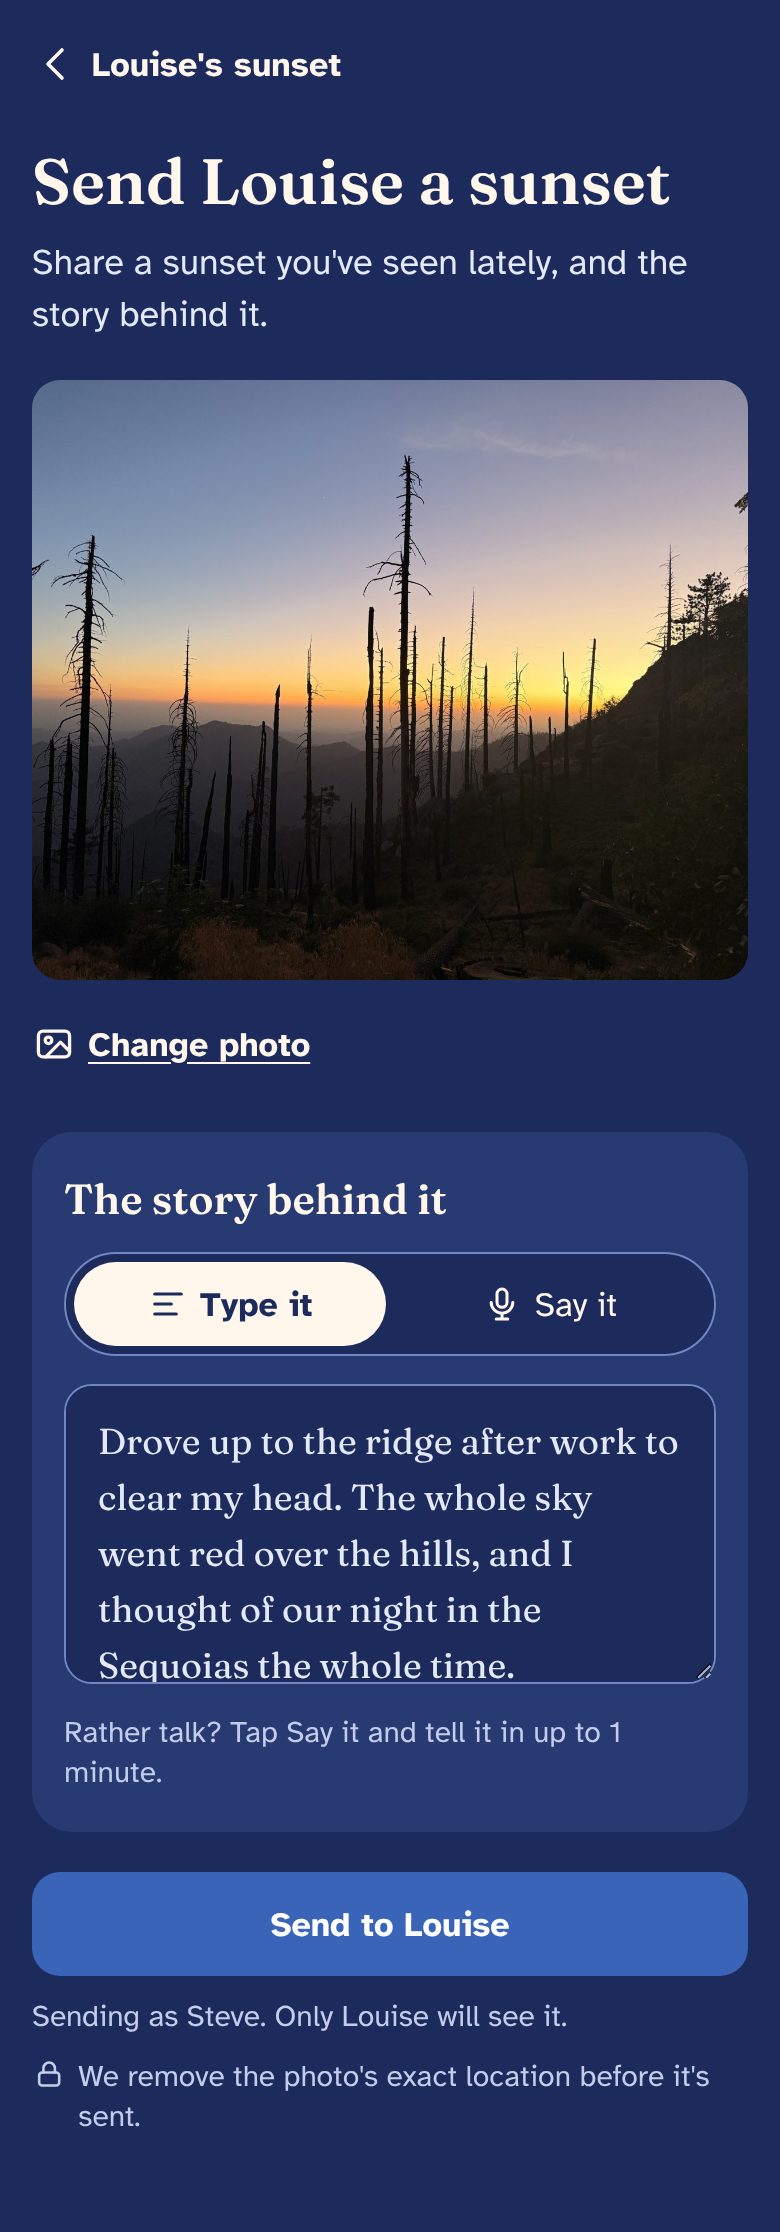 Louise's sunset
Send Louise a sunset
Share a sunset you've seen lately, and the
story behind it.
Change photo
The story behind it
Type it
Say it
Drove up to the ridge after work to
clear my head. The whole sky
went red over the hills, and I
thought of our night in the
Sequoias the whole time.
Rather talk? Tap Say it and tell it in up to 1
minute.
Send to Louise
Sending as Steve. Only Louise will see it.
We remove the photo's exact location before it's
sent.